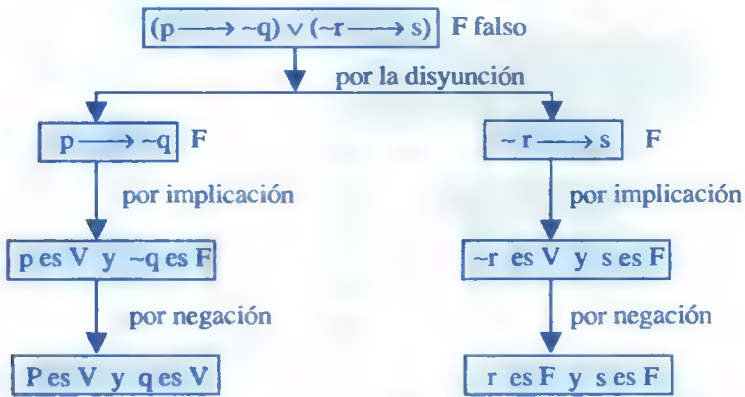 (p ⟶ ~q) ∨ (~r ⟶ s) F falso
por la disyunción
p ⟶ ~q F
~ r ⟶ s F
por implicación
por implicación
p es V y ~q es F
~r es V y s es F
por negación
por negación
P es V y q es V
r es F y s es F